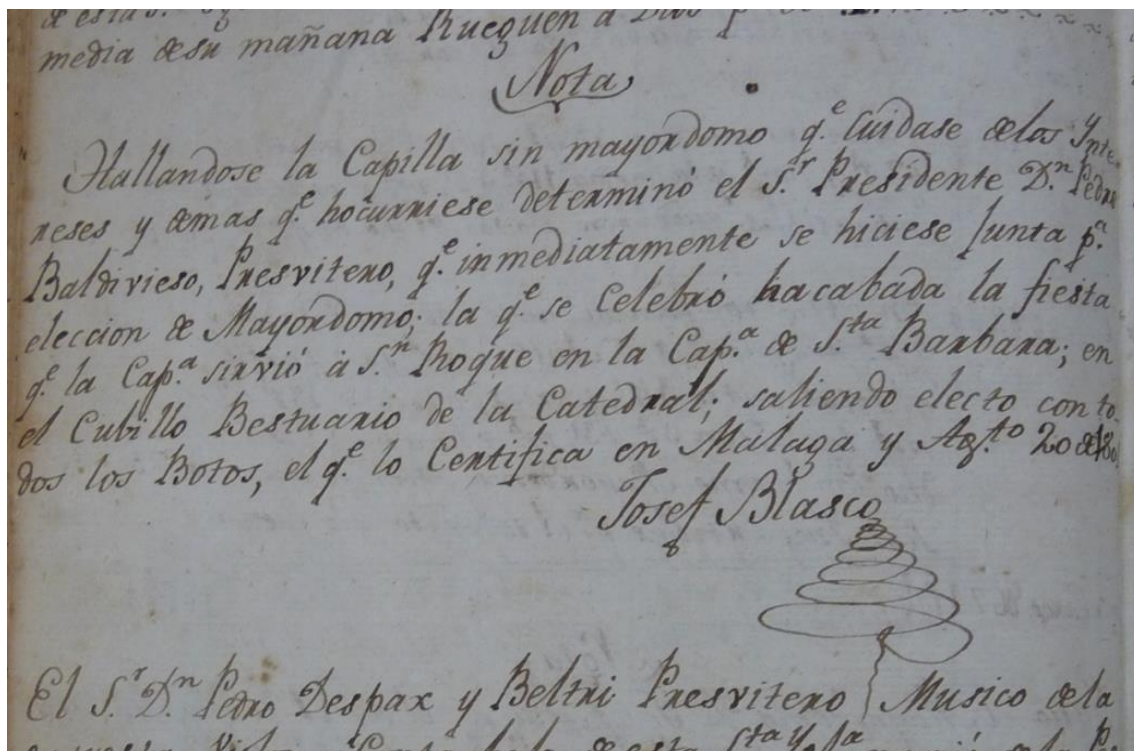 media de su mañana Rueguen a Dios p.
Nota
Hallandose la Capilla sin mayordomo q.e Cuidase de los Ynte
reses y demas q.e hocurriese determinó el S.r Presidente D.n Pedro
Baldivieso, Presvitero, q.e inmediatamente se hiciese Junta p.a
eleccion de Mayordomo; la q.e se Celebró hacabada la fiesta
q.e la Cap.a sirvió à S.n Roque en la Cap.a de S.ta Barbara; en
el Cubillo Bestuario de la Catedral; saliendo electo con to
dos los Botos, el q.e lo Certifica en Malaga y Ag.to 20 de
Josef Blasco
El S.r D.n Pedro Despax y Beltri Presvitero Musico de la